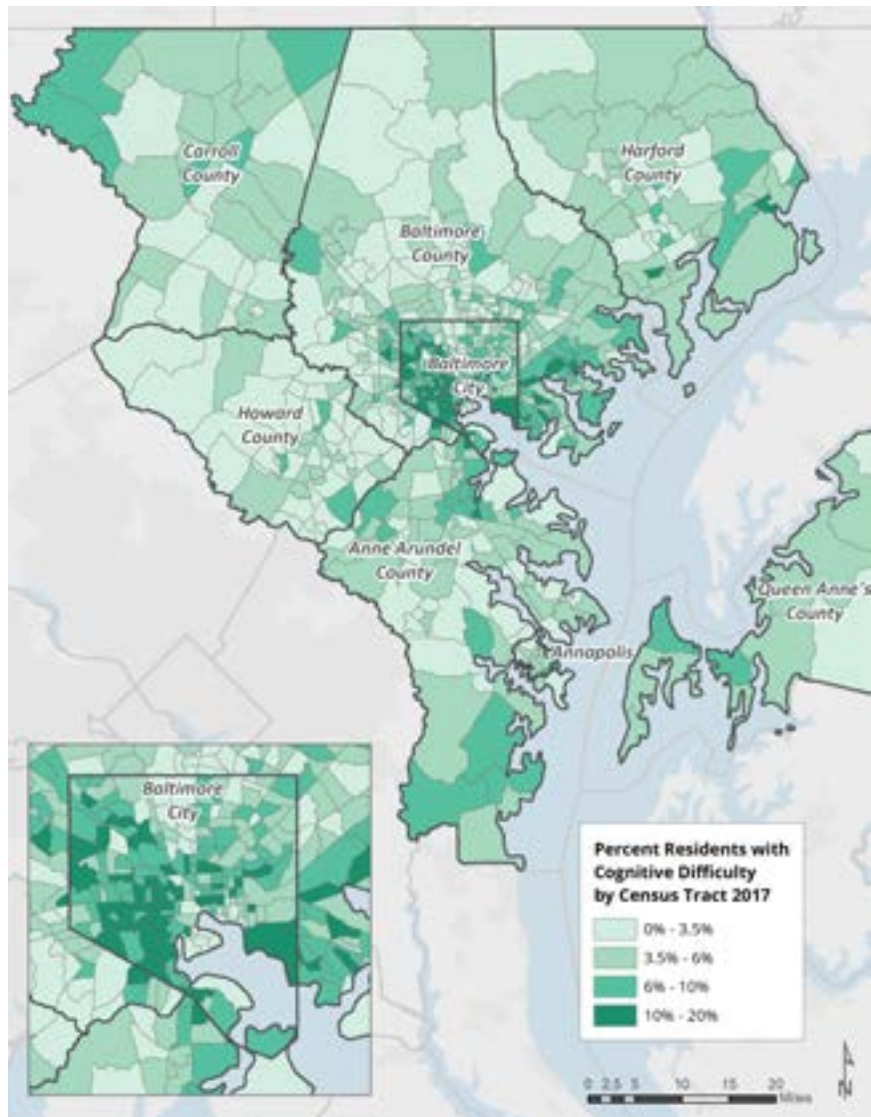 Carroll
County
Harford
County
Baltimore
County
Baltimore
City
Howard
County
Anne Arundel
County
Queen Anne's
County
Annapolis
Baltimore
City
Percent Residents with
Cognitive Difficulty
by Census Tract 2017
0% - 3.5%
3.5% - 6%
6% - 10%
10% - 20%
N
0 2.5 5 10 15 20
Miles